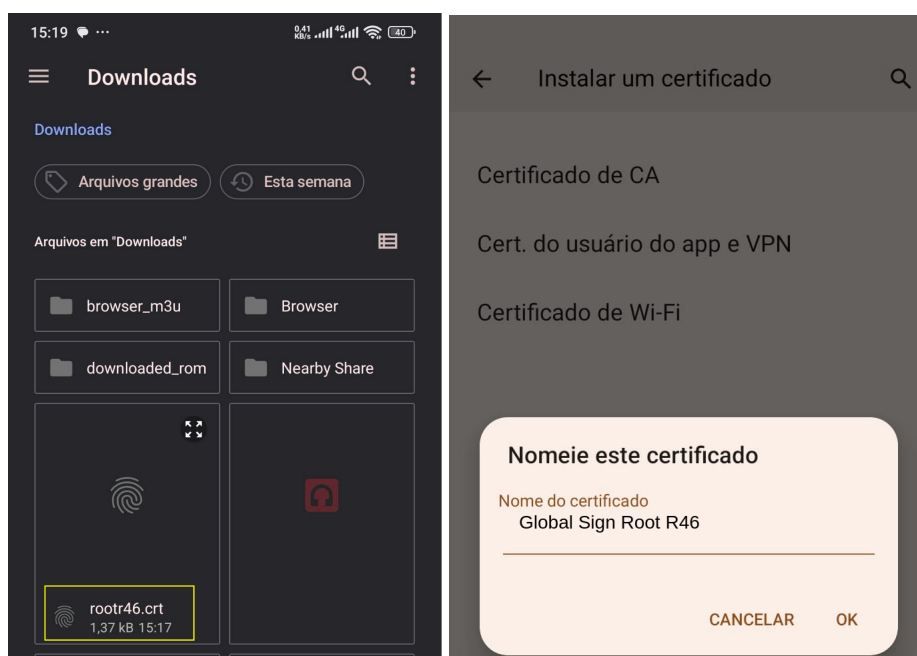 15:19 ...
0,41 KB/s 4G 40
Downloads
Downloads
Arquivos grandes
Esta semana
Arquivos em "Downloads"
browser_m3u
Browser
downloaded_rom
Nearby Share
rootr46.crt
1,37 kB 15:17
Instalar um certificado
Certificado de CA
Cert. do usuário do app e VPN
Certificado de Wi-Fi
Nomeie este certificado
Nome do certificado
Global Sign Root R46
CANCELAR OK